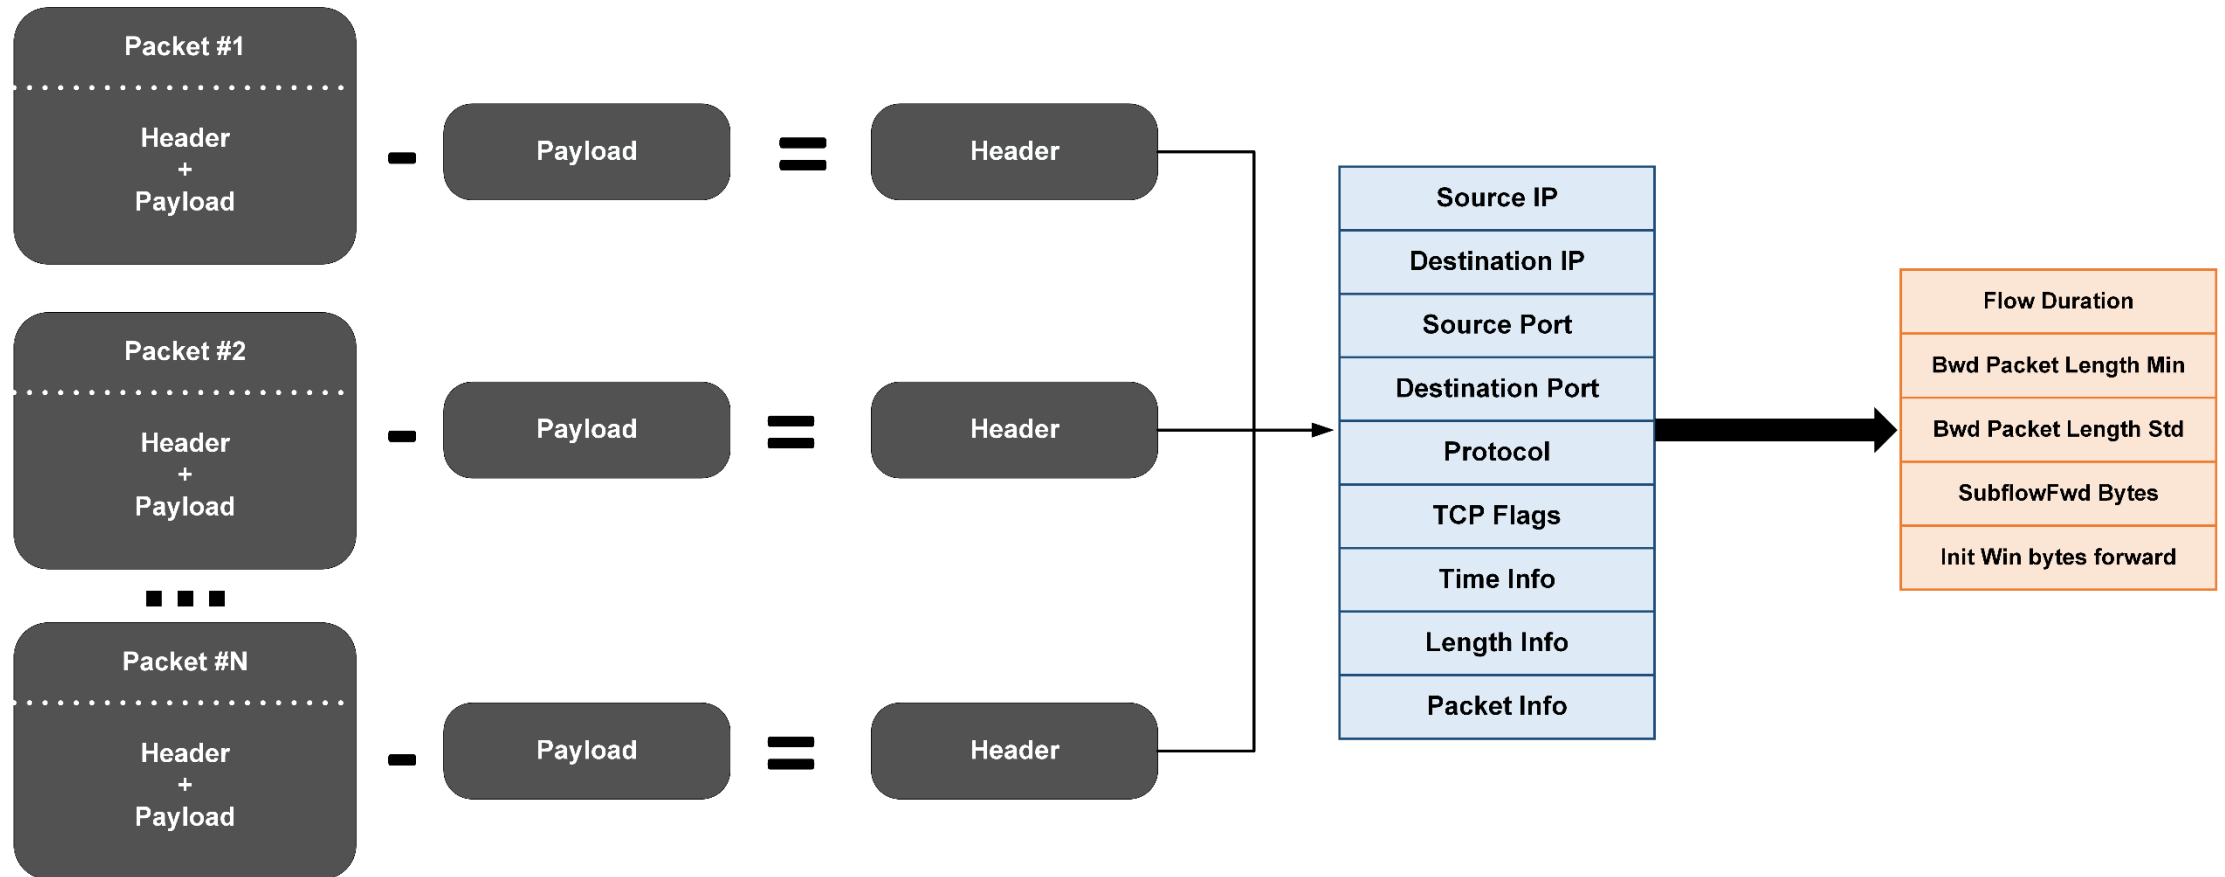 Packet #1
Header
+
Payload
-
Payload
=
Header
Packet #2
Header
+
Payload
-
Payload
=
Header
...
Packet #N
Header
+
Payload
-
Payload
=
Header
Source IP
Destination IP
Source Port
Destination Port
Protocol
TCP Flags
Time Info
Length Info
Packet Info
Flow Duration
Bwd Packet Length Min
Bwd Packet Length Std
SubflowFwd Bytes
Init Win bytes forward